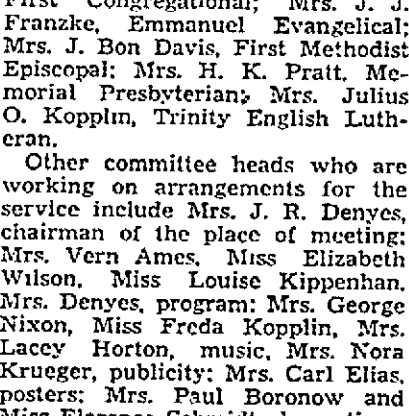 First Congregational; Mrs. J. J.
Franzke, Emmanuel Evangelical;
Mrs. J. Bon Davis, First Methodist
Episcopal; Mrs. H. K. Pratt, Me-
morial Presbyterian; Mrs. Julius
O. Kopplin, Trinity English Luth-
eran.
Other committee heads who are
working on arrangements for the
service include Mrs. J. R. Denyes,
chairman of the place of meeting;
Mrs. Vern Ames, Miss Elizabeth
Wilson, Miss Louise Kippenhan,
Mrs. Denyes, program; Mrs. George
Nixon, Miss Freda Kopplin, Mrs.
Lacey Horton, music, Mrs. Nora
Krueger, publicity; Mrs. Carl Elias,
posters; Mrs. Paul Boronow and
Miss Florence Schmidt